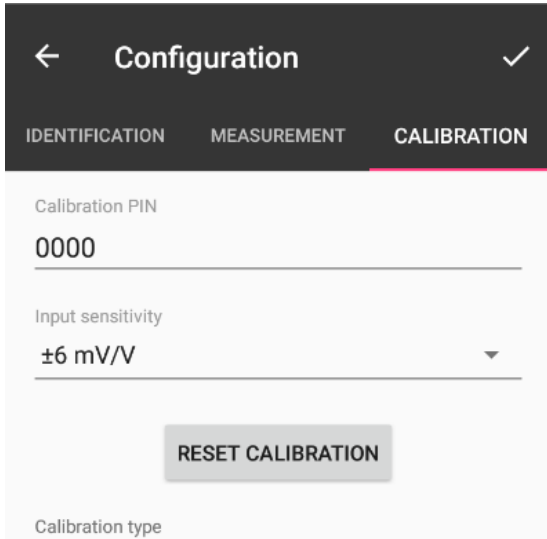 Configuration
IDENTIFICATION MEASUREMENT CALIBRATION
Calibration PIN
0000
Input sensitivity
±6 mV/V
RESET CALIBRATION
Calibration type